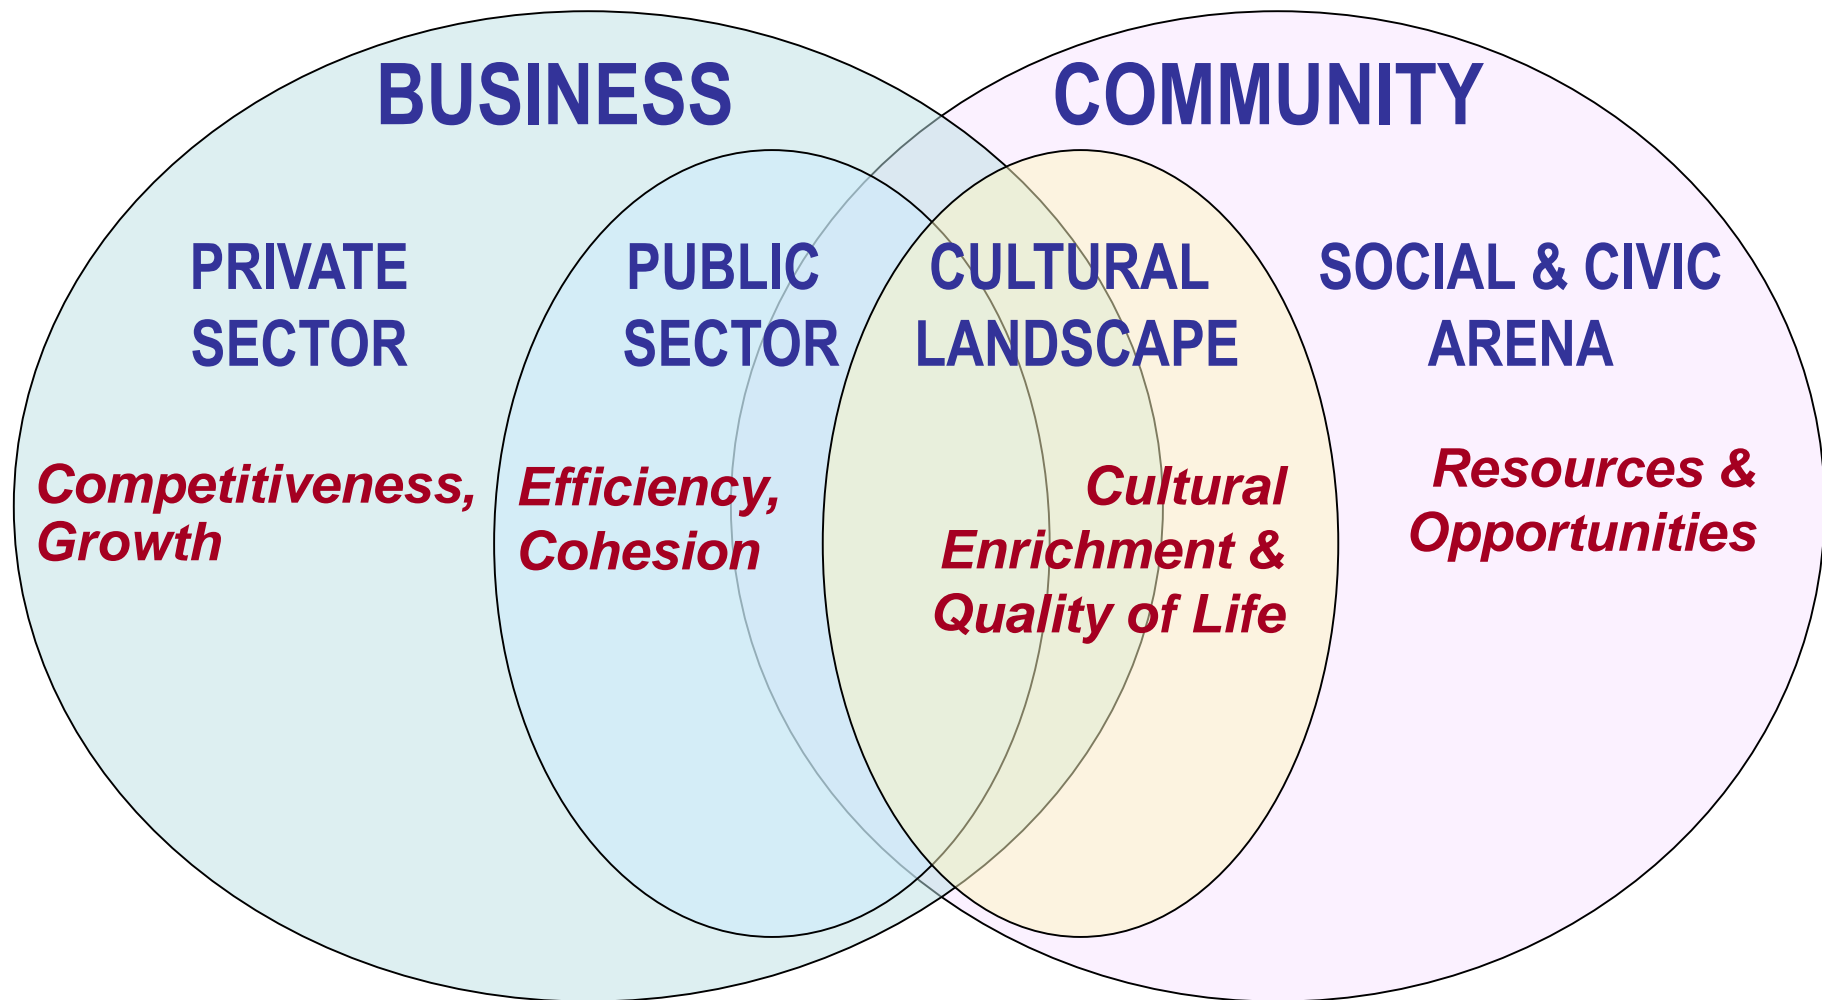 BUSINESS
COMMUNITY
PRIVATE
SECTOR
PUBLIC
SECTOR
CULTURAL
LANDSCAPE
SOCIAL & CIVIC
ARENA
Competitiveness,
Growth
Efficiency,
Cohesion
Cultural
Enrichment &
Quality of Life
Resources &
Opportunities